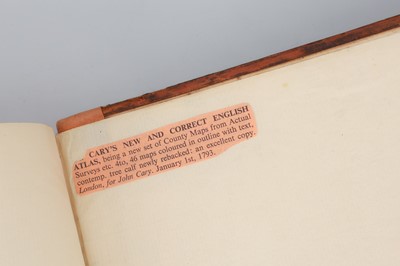 CARY'S NEW AND CORRECT ENGLISH
ATLAS, being a new set of County Maps from Actual
Surveys etc. 4to, 46 maps coloured in outline with text,
contemp. tree calf newly rebacked: an excellent copy.
London, for John Cary. January 1st, 1793.